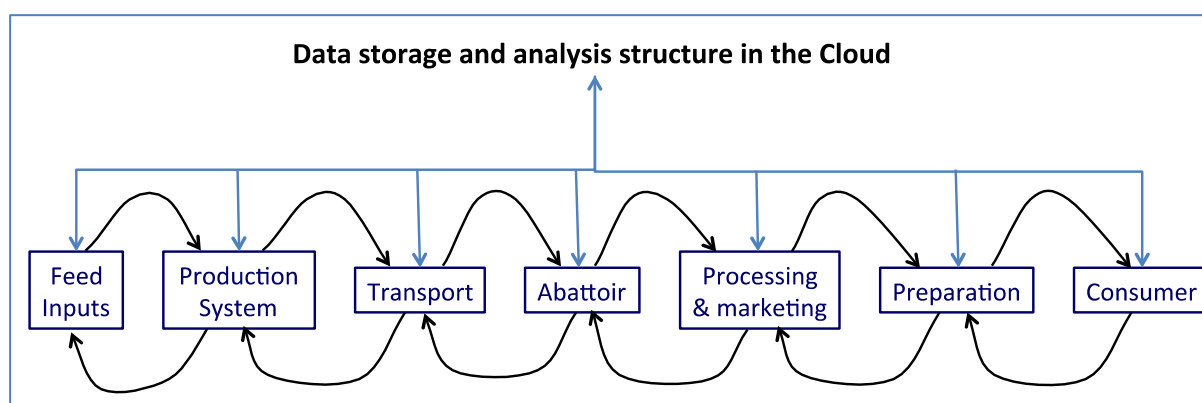 Data storage and analysis structure in the Cloud
Feed
Inputs
Production
System
Transport
Abattoir
Processing
& marketing
Preparation
Consumer